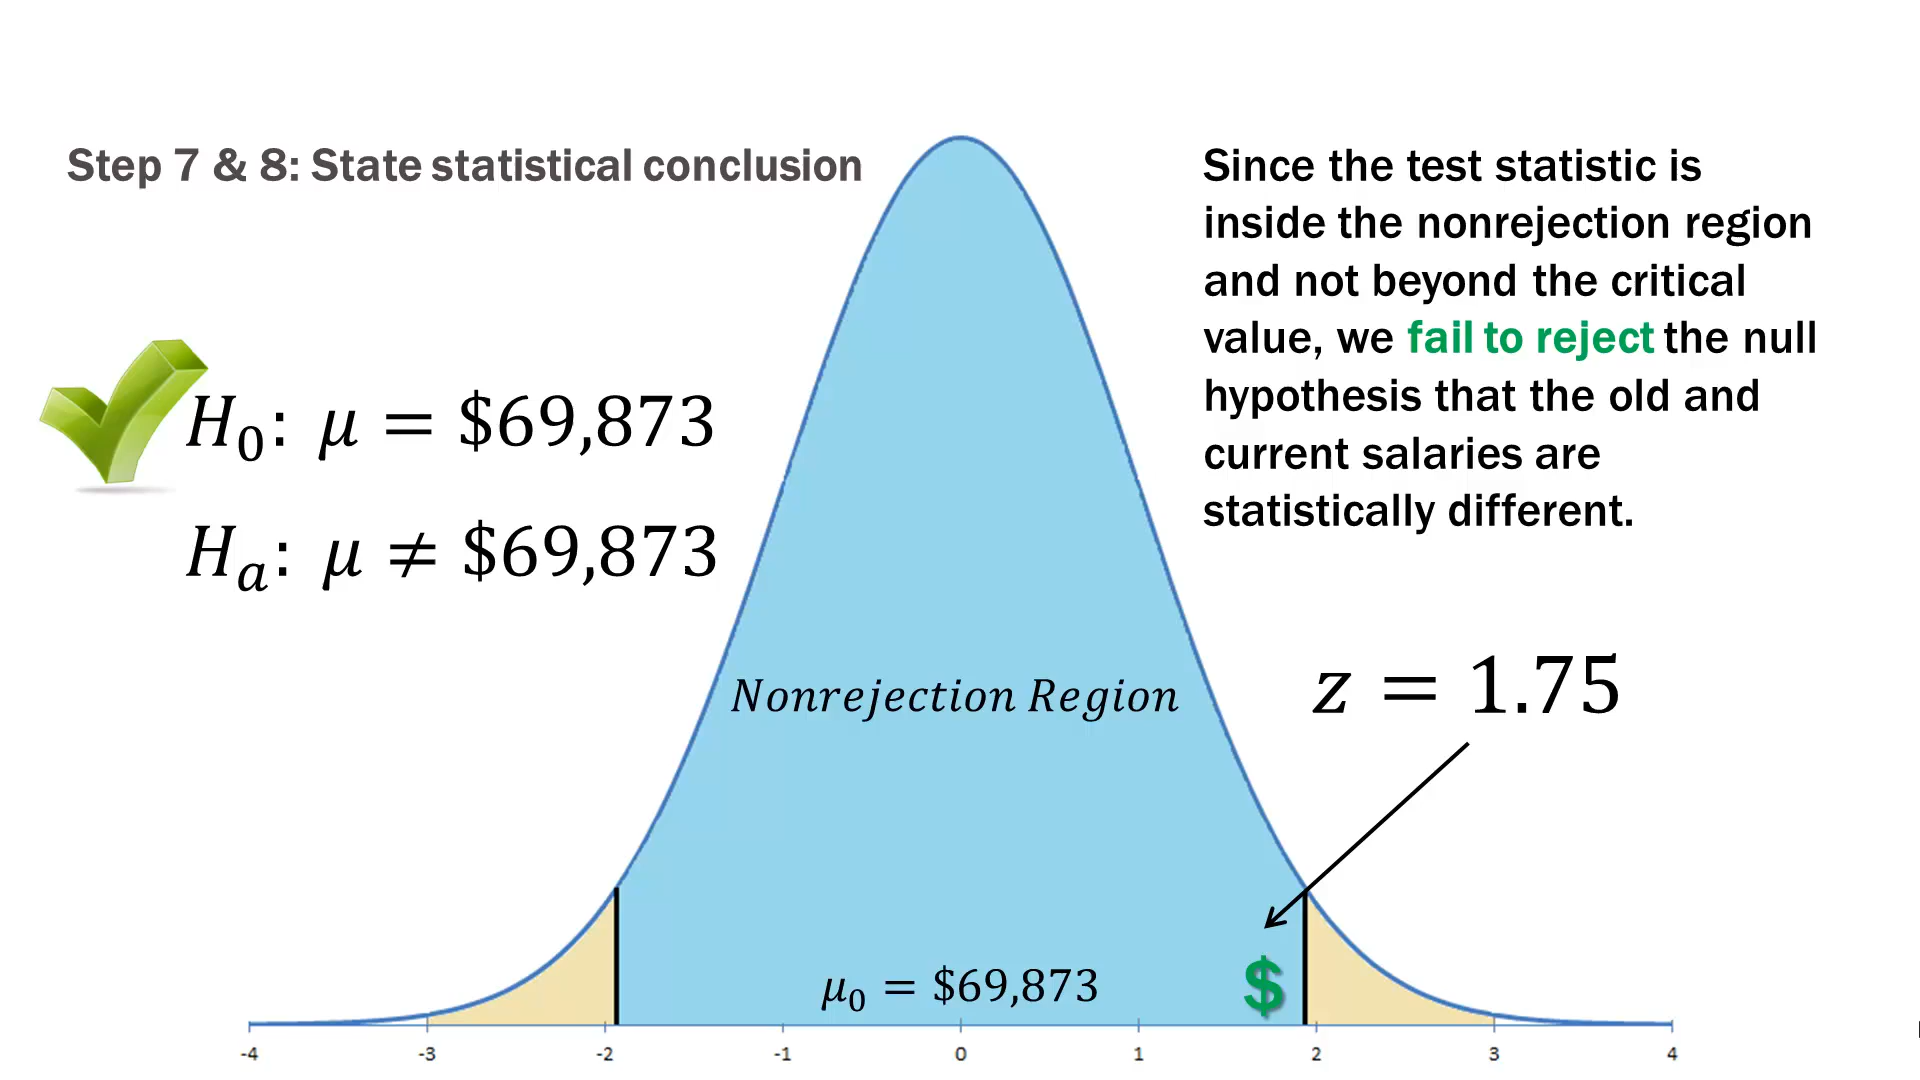 Step 7 & 8: State statistical conclusion
Since the test statistic is
inside the nonrejection region
and not beyond the critical
value, we fail to reject the null
hypothesis that the old and
current salaries are
statistically different.
H₀: μ = $69,873
Hₐ: μ ≠ $69,873
Nonrejection Region
z = 1.75
μ₀ = $69,873
$
-4 -3 -2 -1 0 1 2 3 4